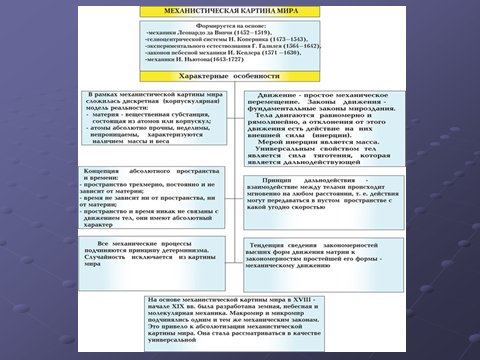 МЕХАНИСТИЧЕСКАЯ КАРТИНА МИРА
Формируется на основе:
-механики Леонардо да Винчи (1452–1519),
-гелиоцентрической системы Н. Коперника (1473–1543),
-экспериментального естествознания Г. Галилея (1564–1642),
-законов небесной механики И. Кеплера (1571 –1630),
-механики И. Ньютона(1643-1727)
Характерные особенности
В рамках механистической картины мира
сложилась дискретная (корпускулярная)
модель реальности:
- материя - вещественная субстанция,
состоящая из атомов или корпускул;
- атомы абсолютно прочны, неделимы,
непроницаемы, характеризуются
наличием массы и веса
Движение - простое механическое
перемещение. Законы движения -
фундаментальные законы мироздания.
Тела двигаются равномерно и
прямолинейно, а отклонения от этого
движения есть действие на них
внешней силы (инерции).
Мерой инерции является масса.
Универсальным свойством тел
является сила тяготения, которая
является дальнодействующей
Концепция абсолютного пространства
и времени:
- пространство трехмерно, постоянно и не
зависит от материи;
- время не зависит ни от пространства, ни
от материи;
- пространство и время никак не связаны с
движением тел, они имеют абсолютный
характер
Принцип дальнодействия -
взаимодействие между телами происходит
мгновенно на любом расстоянии, т. е. действия
могут передаваться в пустом пространстве с
какой угодно скоростью
Все механические процессы
подчиняются принципу детерминизма.
Случайность исключается из картины
мира
Тенденция сведения закономерностей
высших форм движения матрии к
закономерностям простейшей его формы -
механическому движению
На основе механистической картины мира в XVIII -
начале XIX вв. была разработана земная, небесная и
молекулярная механика. Макромир и микромир
подчинялись одним и тем же механическим законам.
Это привело к абсолютизации механистической
картины мира. Она стала рассматриваться в качестве
универсальной